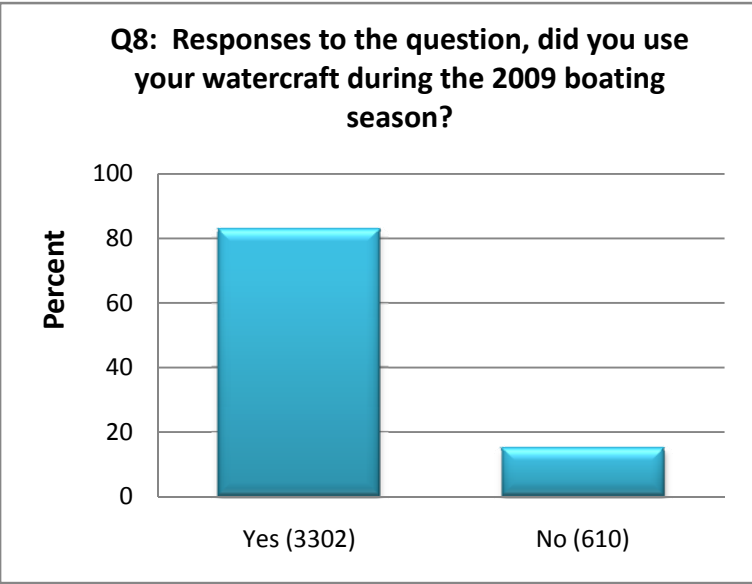 Q8:  Responses to the question, did you use
your watercraft during the 2009 boating
season?
100
80
60
40
20
0
Percent
Yes (3302)
No (610)